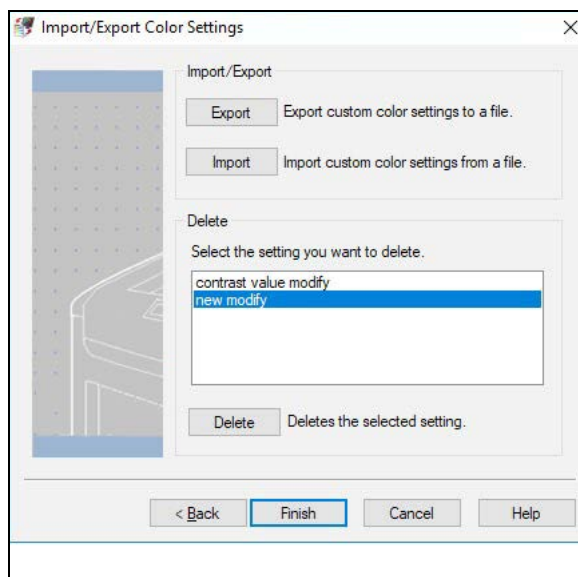 Import/Export Color Settings
Import/Export
Export Export custom color settings to a file.
Import Import custom color settings from a file.
Delete
Select the setting you want to delete.
contrast value modify
new modify
Delete Deletes the selected setting.
< Back Finish Cancel Help